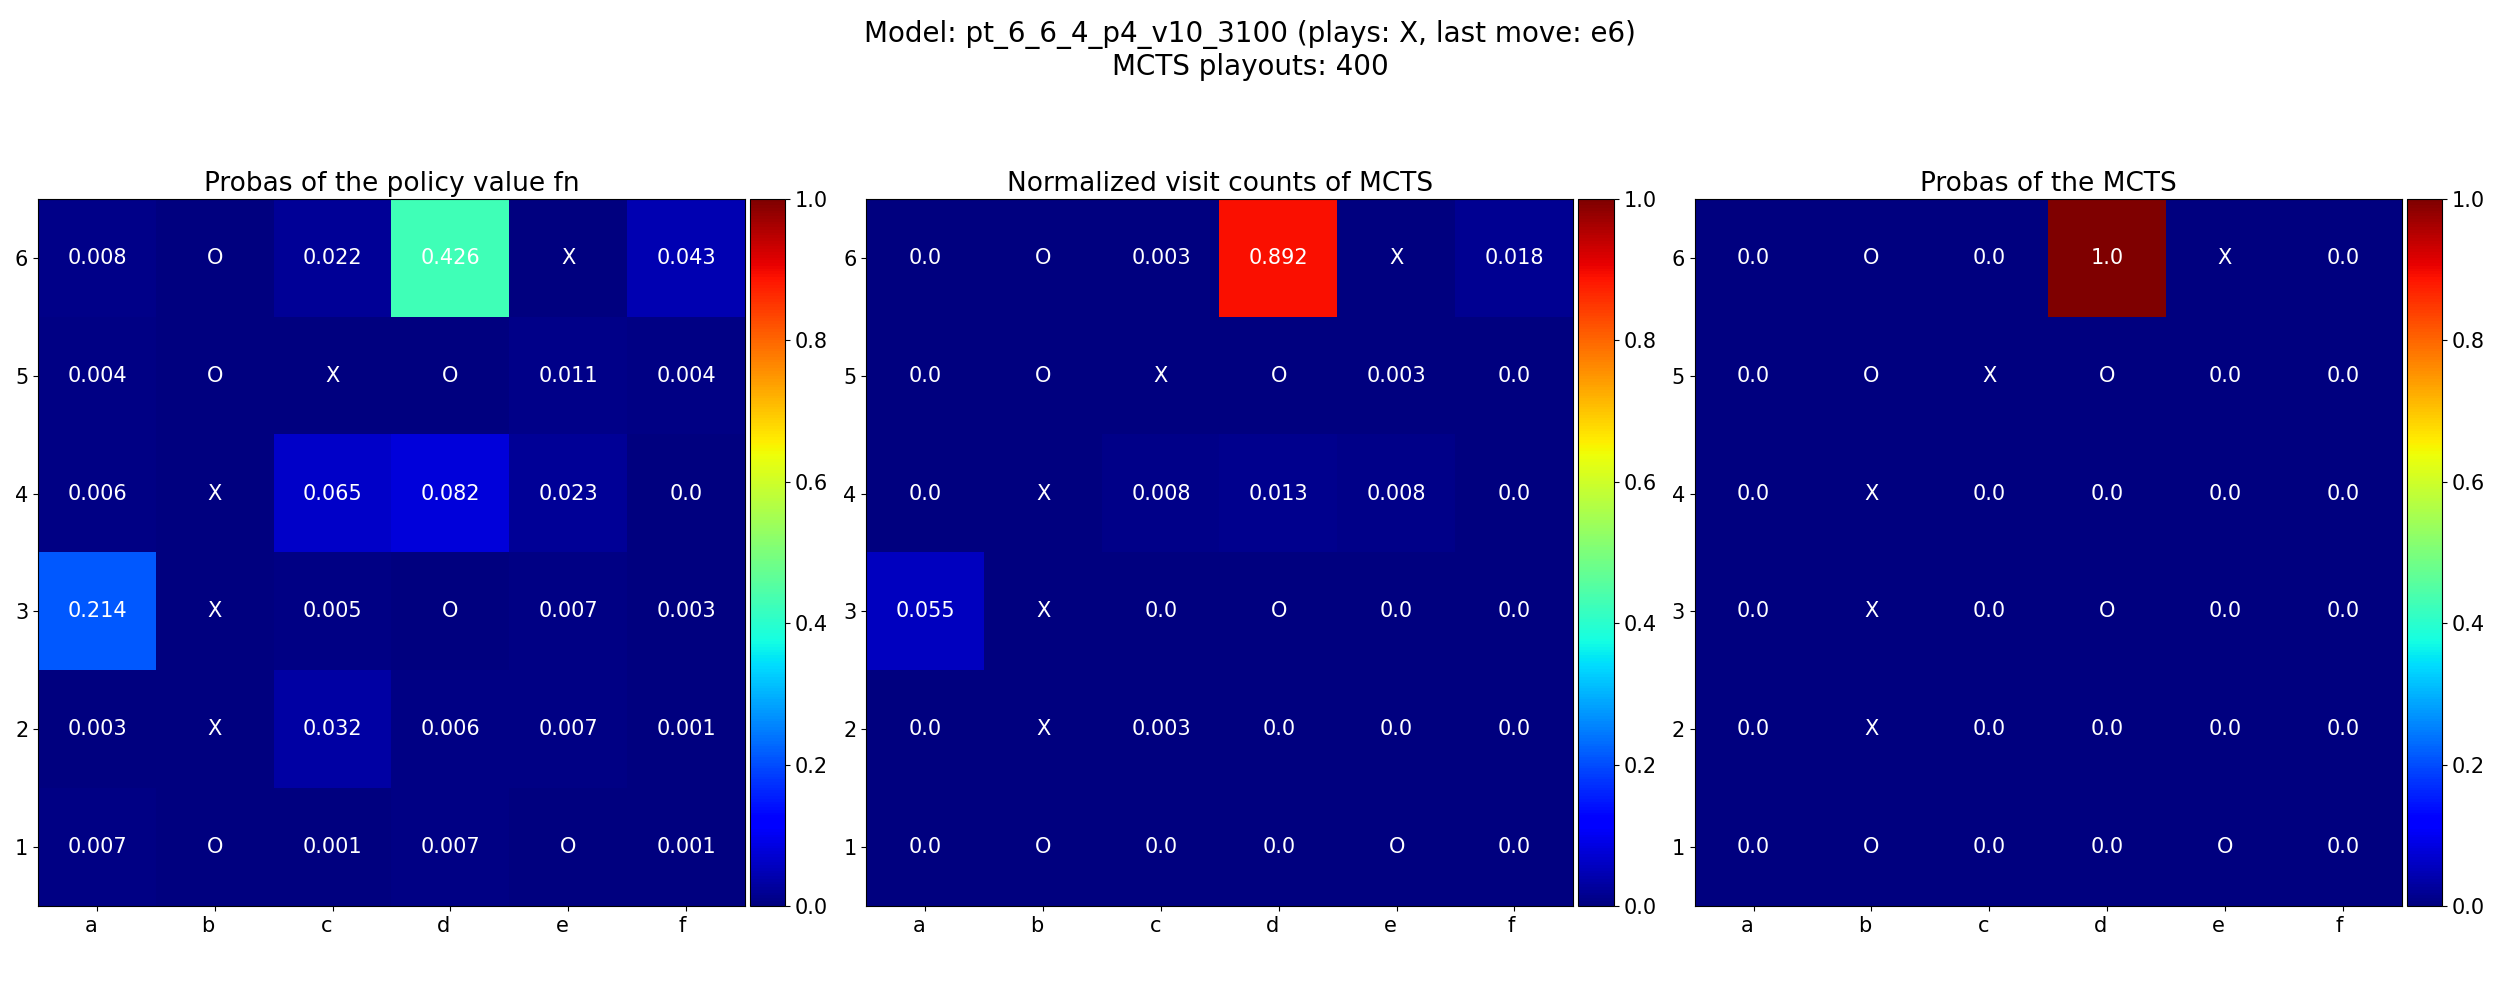 Model: pt_6_6_4_p4_v10_3100 (plays: X, last move: e6)
MCTS playouts: 400
Probas of the policy value fn
6 0.008 O 0.022 0.426 X 0.043
5 0.004 O X O 0.011 0.004
4 0.006 X 0.065 0.082 0.023 0.0
3 0.214 X 0.005 O 0.007 0.003
2 0.003 X 0.032 0.006 0.007 0.001
1 0.007 O 0.001 0.007 O 0.001
a b c d e f
1.0
0.8
0.6
0.4
0.2
0.0
Normalized visit counts of MCTS
6 0.0 O 0.003 0.892 X 0.018
5 0.0 O X O 0.003 0.0
4 0.0 X 0.008 0.013 0.008 0.0
3 0.055 X 0.0 O 0.0 0.0
2 0.0 X 0.003 0.0 0.0 0.0
1 0.0 O 0.0 0.0 O 0.0
a b c d e f
1.0
0.8
0.6
0.4
0.2
0.0
Probas of the MCTS
6 0.0 O 0.0 1.0 X 0.0
5 0.0 O X O 0.0 0.0
4 0.0 X 0.0 0.0 0.0 0.0
3 0.0 X 0.0 O 0.0 0.0
2 0.0 X 0.0 0.0 0.0 0.0
1 0.0 O 0.0 0.0 O 0.0
a b c d e f
1.0
0.8
0.6
0.4
0.2
0.0